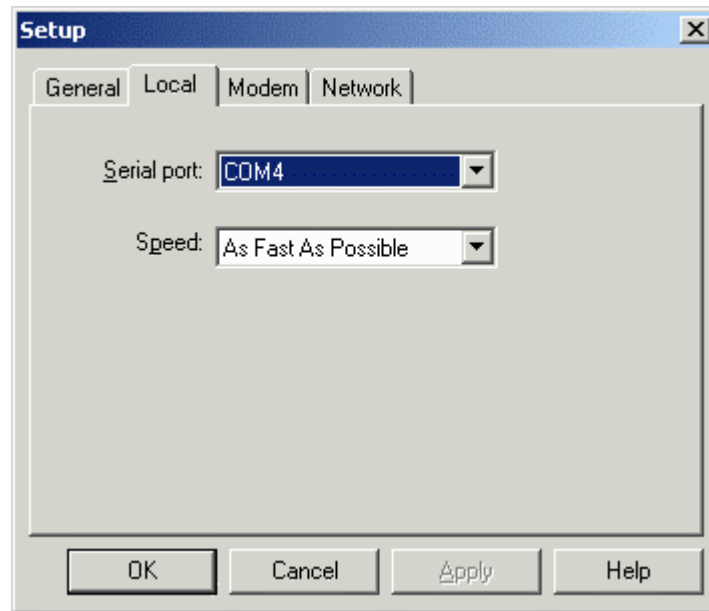 Setup
General Local Modem Network
Serial port: COM4
Speed: As Fast As Possible
OK Cancel Apply Help